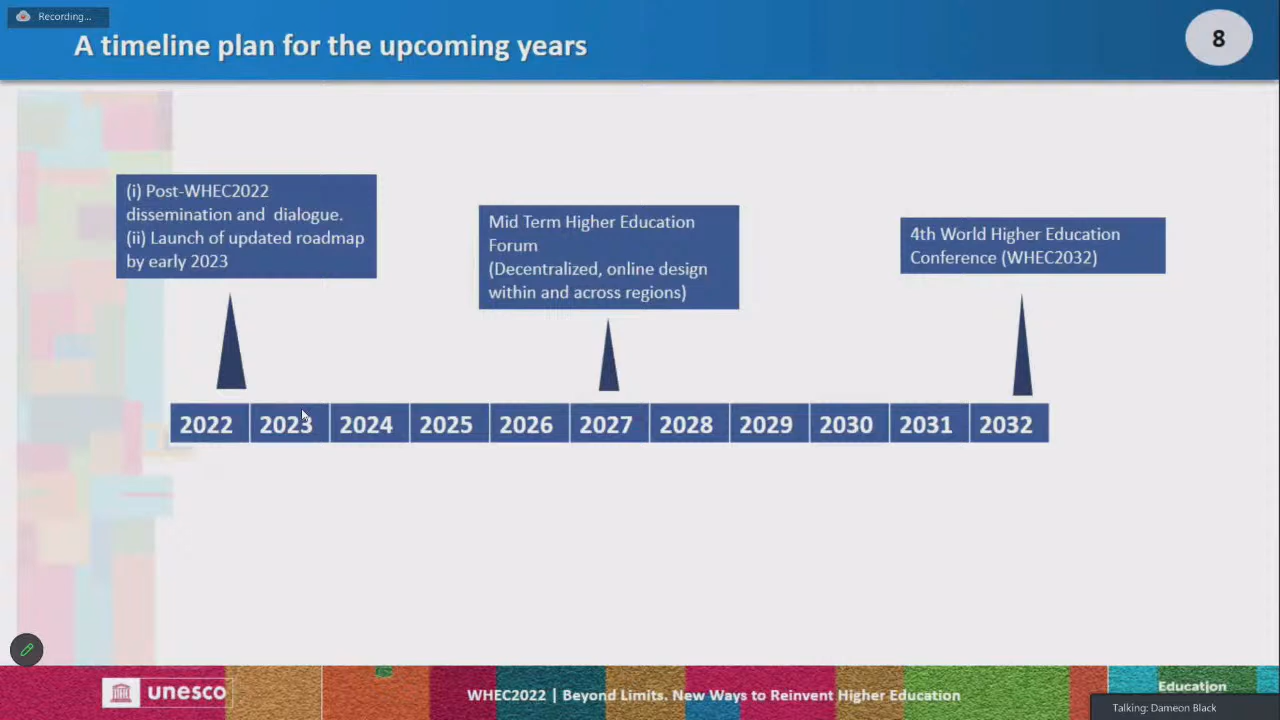 Recording...
A timeline plan for the upcoming years
8
(i) Post-WHEC2022
dissemination and dialogue.
(ii) Launch of updated roadmap
by early 2023
Mid Term Higher Education
Forum
(Decentralized, online design
within and across regions)
4th World Higher Education
Conference (WHEC2032)
2022 2023 2024 2025 2026 2027 2028 2029 2030 2031 2032
unesco
WHEC2022 | Beyond Limits. New Ways to Reinvent Higher Education
Education
Talking: Dameon Black